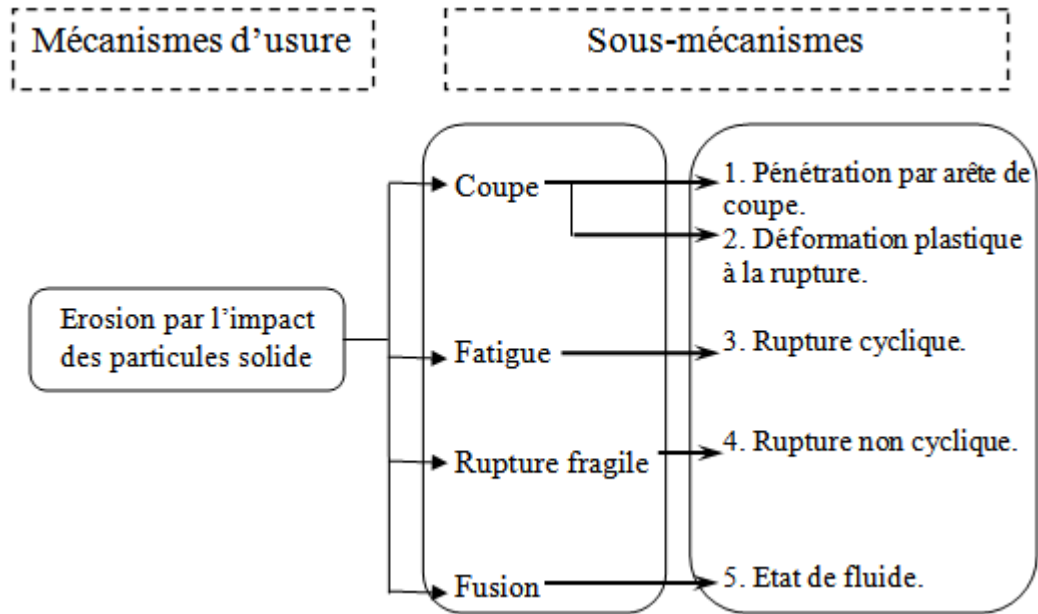 Mécanismes d’usure
Sous-mécanismes
Erosion par l’impact
des particules solide
Coupe
Fatigue
Rupture fragile
Fusion
1. Pénétration par arête de
coupe.
2. Déformation plastique
à la rupture.
3. Rupture cyclique.
4. Rupture non cyclique.
5. Etat de fluide.